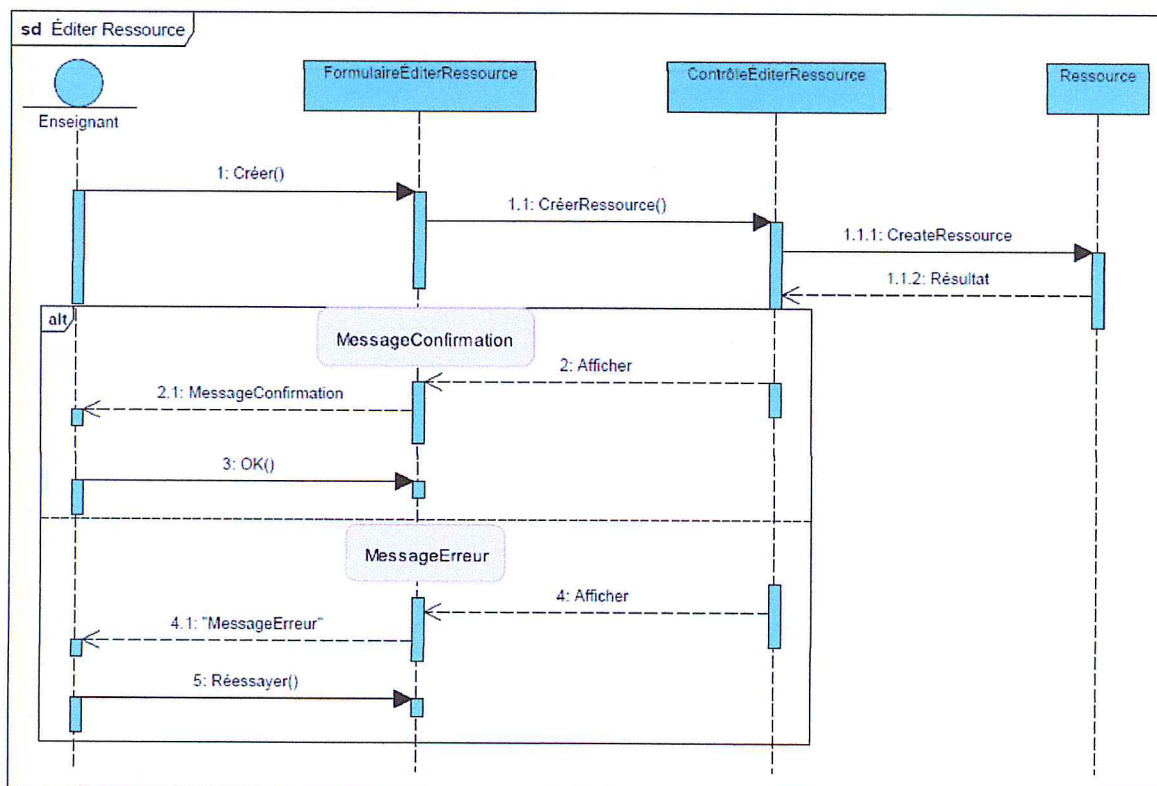 sd Éditer Ressource
Enseignant
FormulaireÉditerRessource
ContrôleÉditerRessource
Ressource
1: Créer()
1.1: CréerRessource()
1.1.1: CreateRessource
1.1.2: Résultat
alt
MessageConfirmation
2: Afficher
2.1: MessageConfirmation
3: OK()
MessageErreur
4: Afficher
4.1: "MessageErreur"
5: Réessayer()